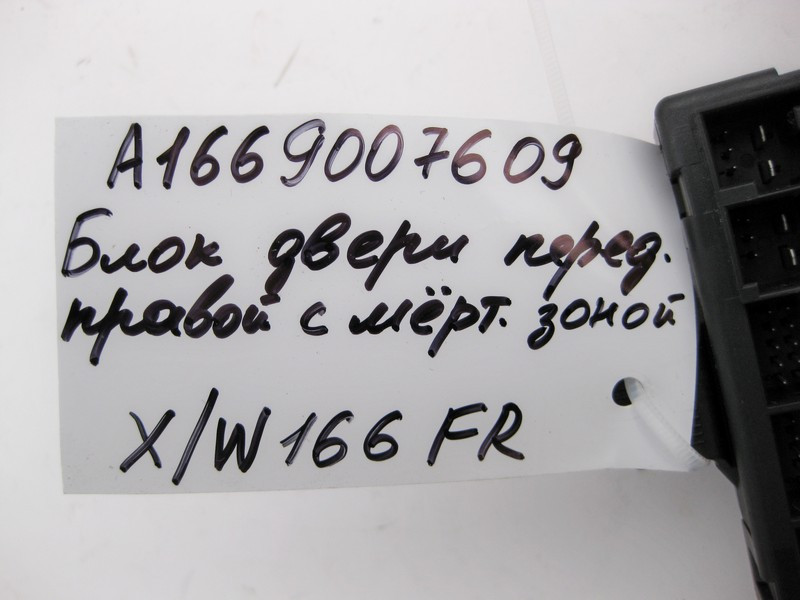 A1669007609
Блок двери перед.
правой с мёрт. зоной
X/W166 FR